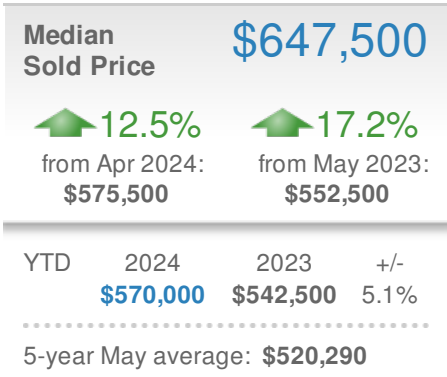 Median
Sold Price
$647,500
12.5%
17.2%
from Apr 2024:
$575,500
from May 2023:
$552,500
YTD 2024 2023 +/-
$570,000 $542,500 5.1%
5-year May average: $520,290